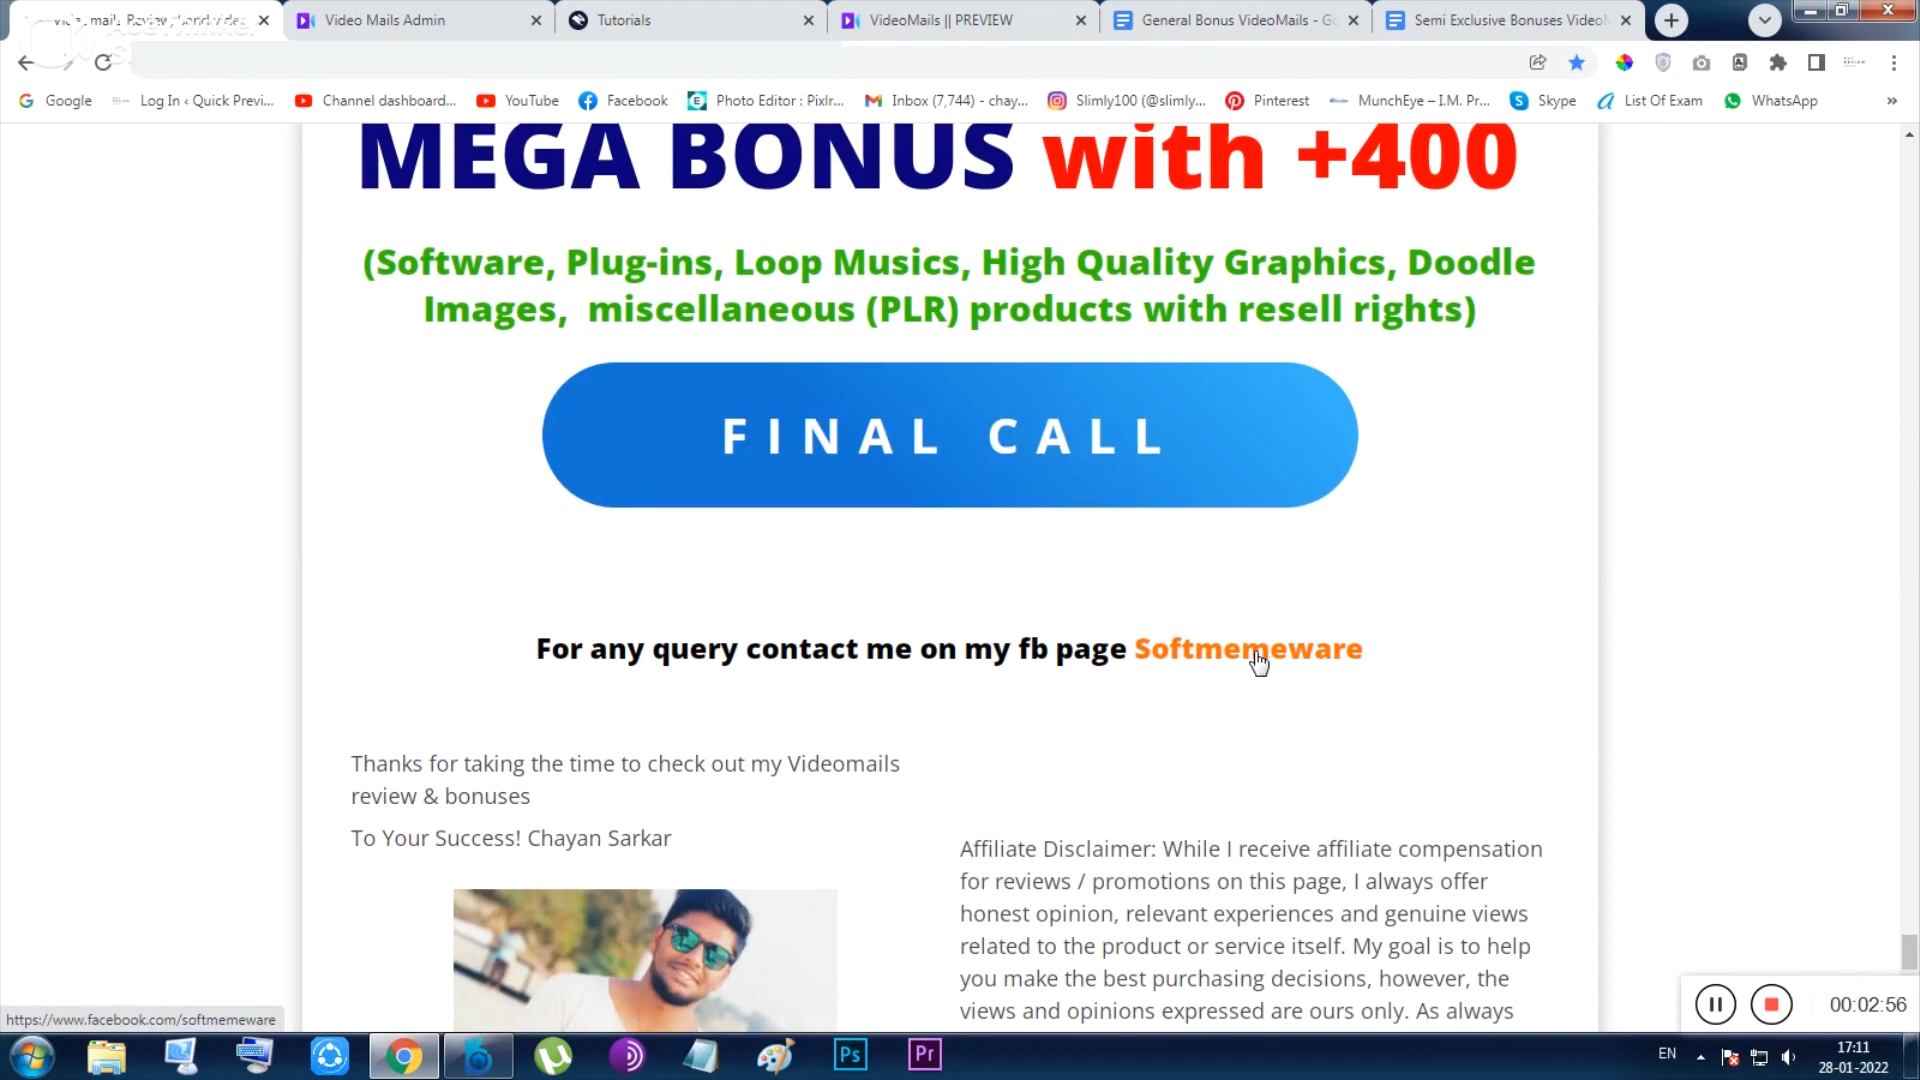 Video Mails Admin
Tutorials
VideoMails || PREVIEW
General Bonus VideoMails - Go
Semi Exclusive Bonuses VideoM
Google
Log In ‹ Quick Previ...
Channel dashboard...
YouTube
Facebook
Photo Editor : Pixlr...
Inbox (7,744) - chay...
Slimly100 (@slimly...
Pinterest
MunchEye – I.M. Pr...
Skype
List Of Exam
WhatsApp
»
MEGA BONUS with +400
(Software, Plug-ins, Loop Musics, High Quality Graphics, Doodle
Images, miscellaneous (PLR) products with resell rights)
FINAL CALL
For any query contact me on my fb page Softmemeware
Thanks for taking the time to check out my Videomails
review & bonuses
To Your Success! Chayan Sarkar
Affiliate Disclaimer: While I receive affiliate compensation
for reviews / promotions on this page, I always offer
honest opinion, relevant experiences and genuine views
related to the product or service itself. My goal is to help
you make the best purchasing decisions, however, the
views and opinions expressed are ours only. As always
00:02:56
https://www.facebook.com/softmemeware
Ps
Pr
EN
17:11
28-01-2022